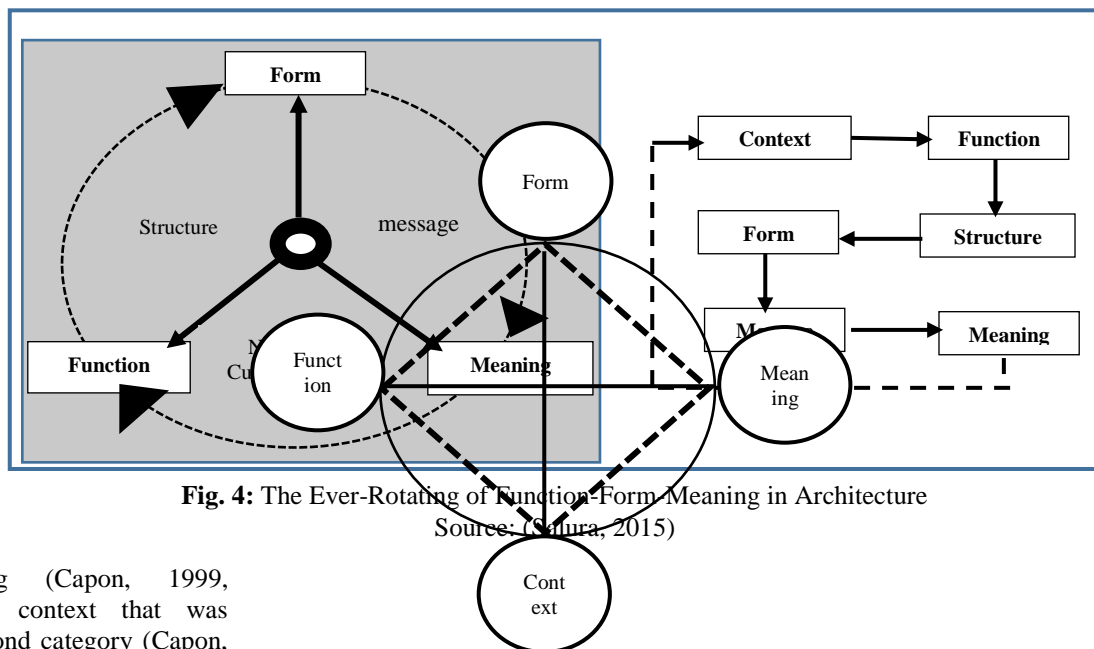 Form
Structure
message
Function
Meaning
Form
Funct
ion
Mean
ing
Cont
ext
Context
Function
Form
Structure
Meaning
Fig. 4: The Ever-Rotating of Function-Form-Meaning in Architecture
Source: (Salura, 2015)
(Capon, 1999,
context that was
category (Capon,